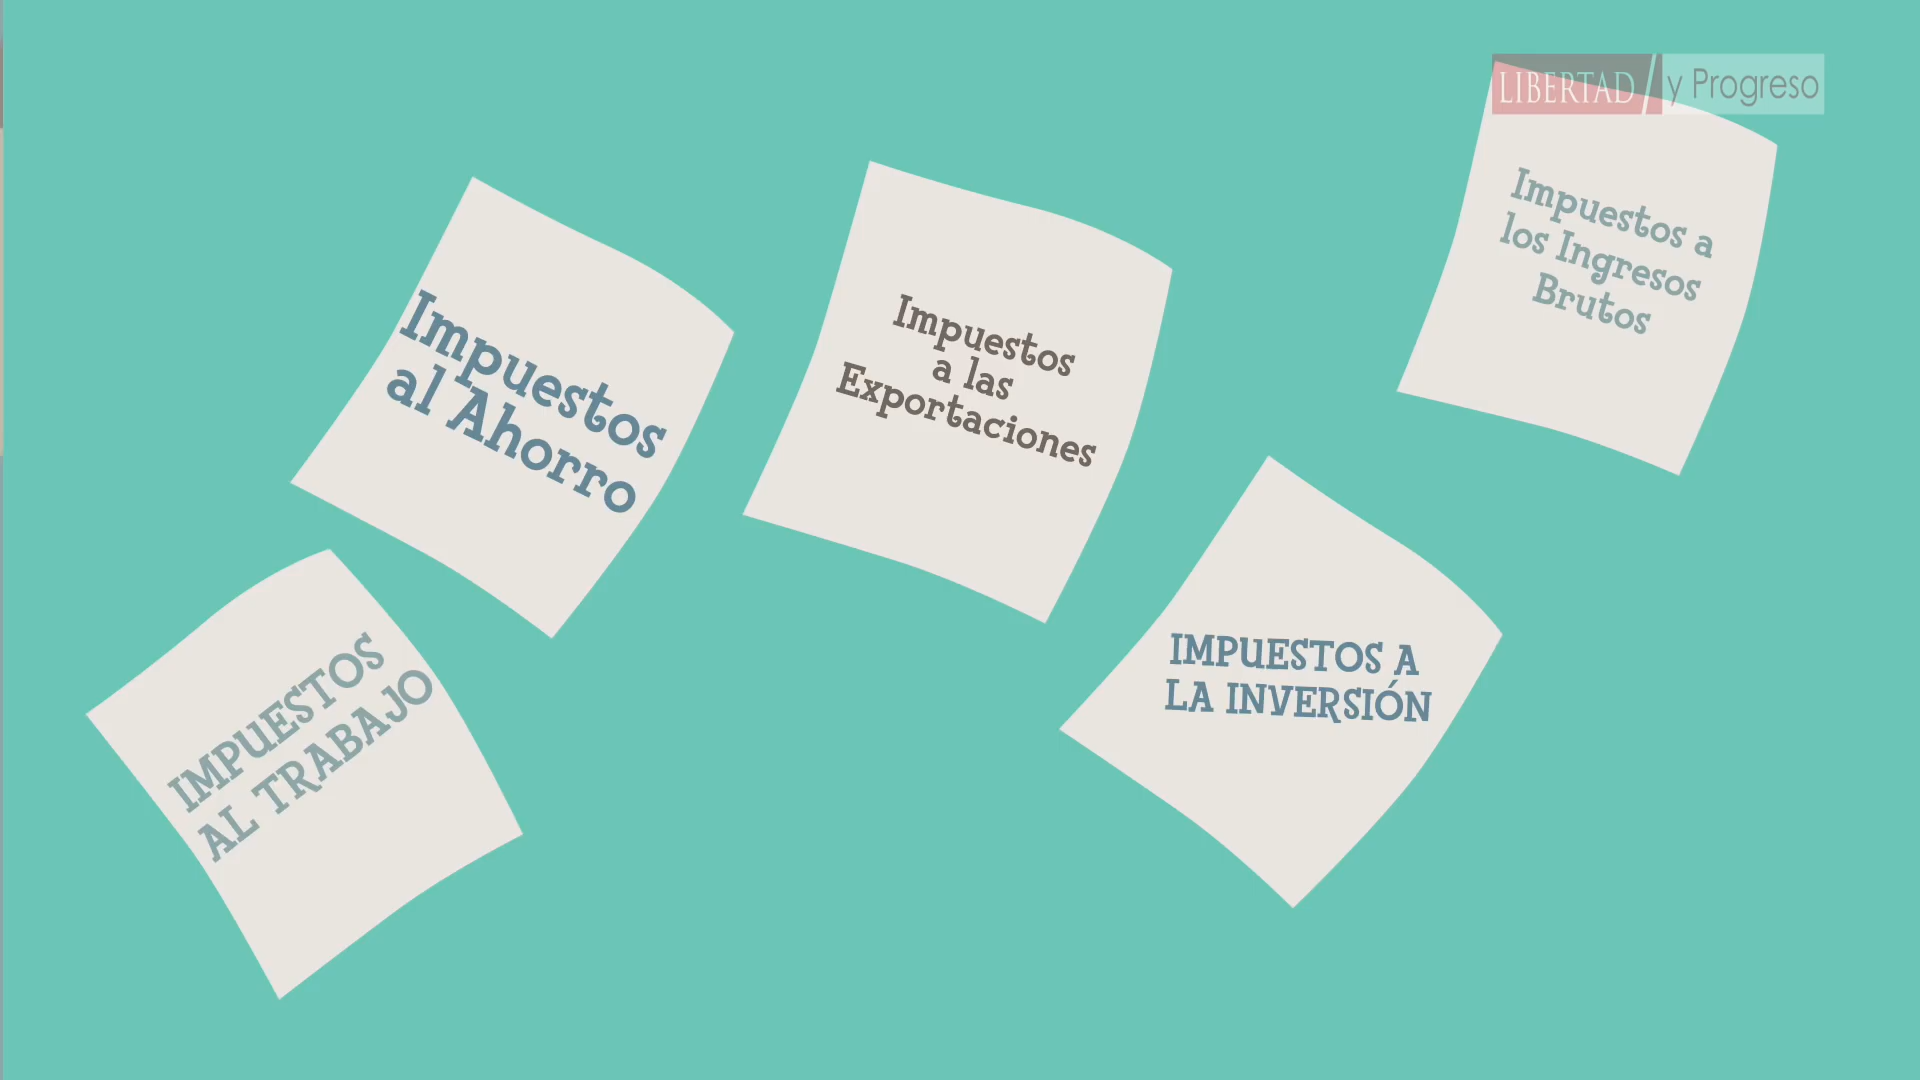 LIBERTAD / y Progreso
Impuestos a
los Ingresos
Brutos
Impuestos
al Ahorro
Impuestos
a las
Exportaciones
IMPUESTOS
AL TRABAJO
IMPUESTOS A
LA INVERSIÓN